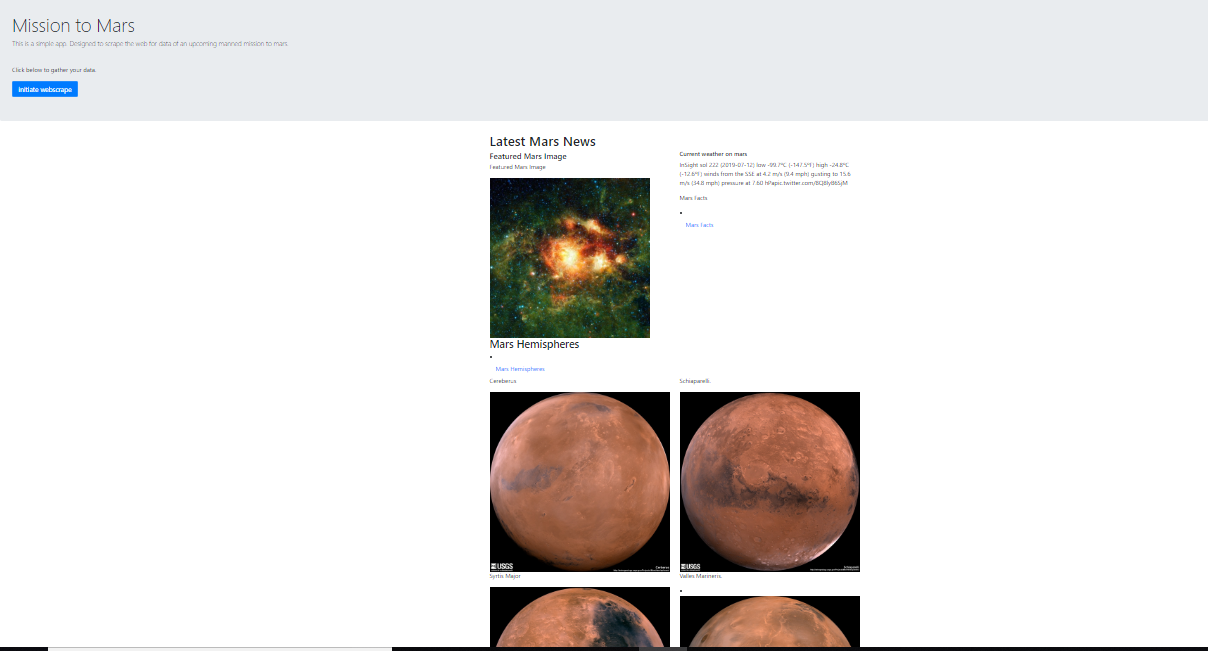 Mission to Mars
This is a simple app. Designed to scrape the web for data of an upcoming manned mission to mars.
Click below to gather your data.
Initiate webscrape
Latest Mars News
Featured Mars Image
Featured Mars Image
Current weather on mars
InSight sol 222 (2019-07-12) low -99.7ºC (-147.5ºF) high -24.8ºC
(-12.6ºF) winds from the SSE at 4.2 m/s (9.4 mph) gusting to 15.6
m/s (34.8 mph) pressure at 7.60 hPapic.twitter.com/
Mars Facts
Mars Facts
Mars Hemispheres
Mars Hemispheres
Cereberus
Schiaparelli.
USGS
Cerberus
USGS
Schiaparelli
Syrtis Major
Valles Marineris.